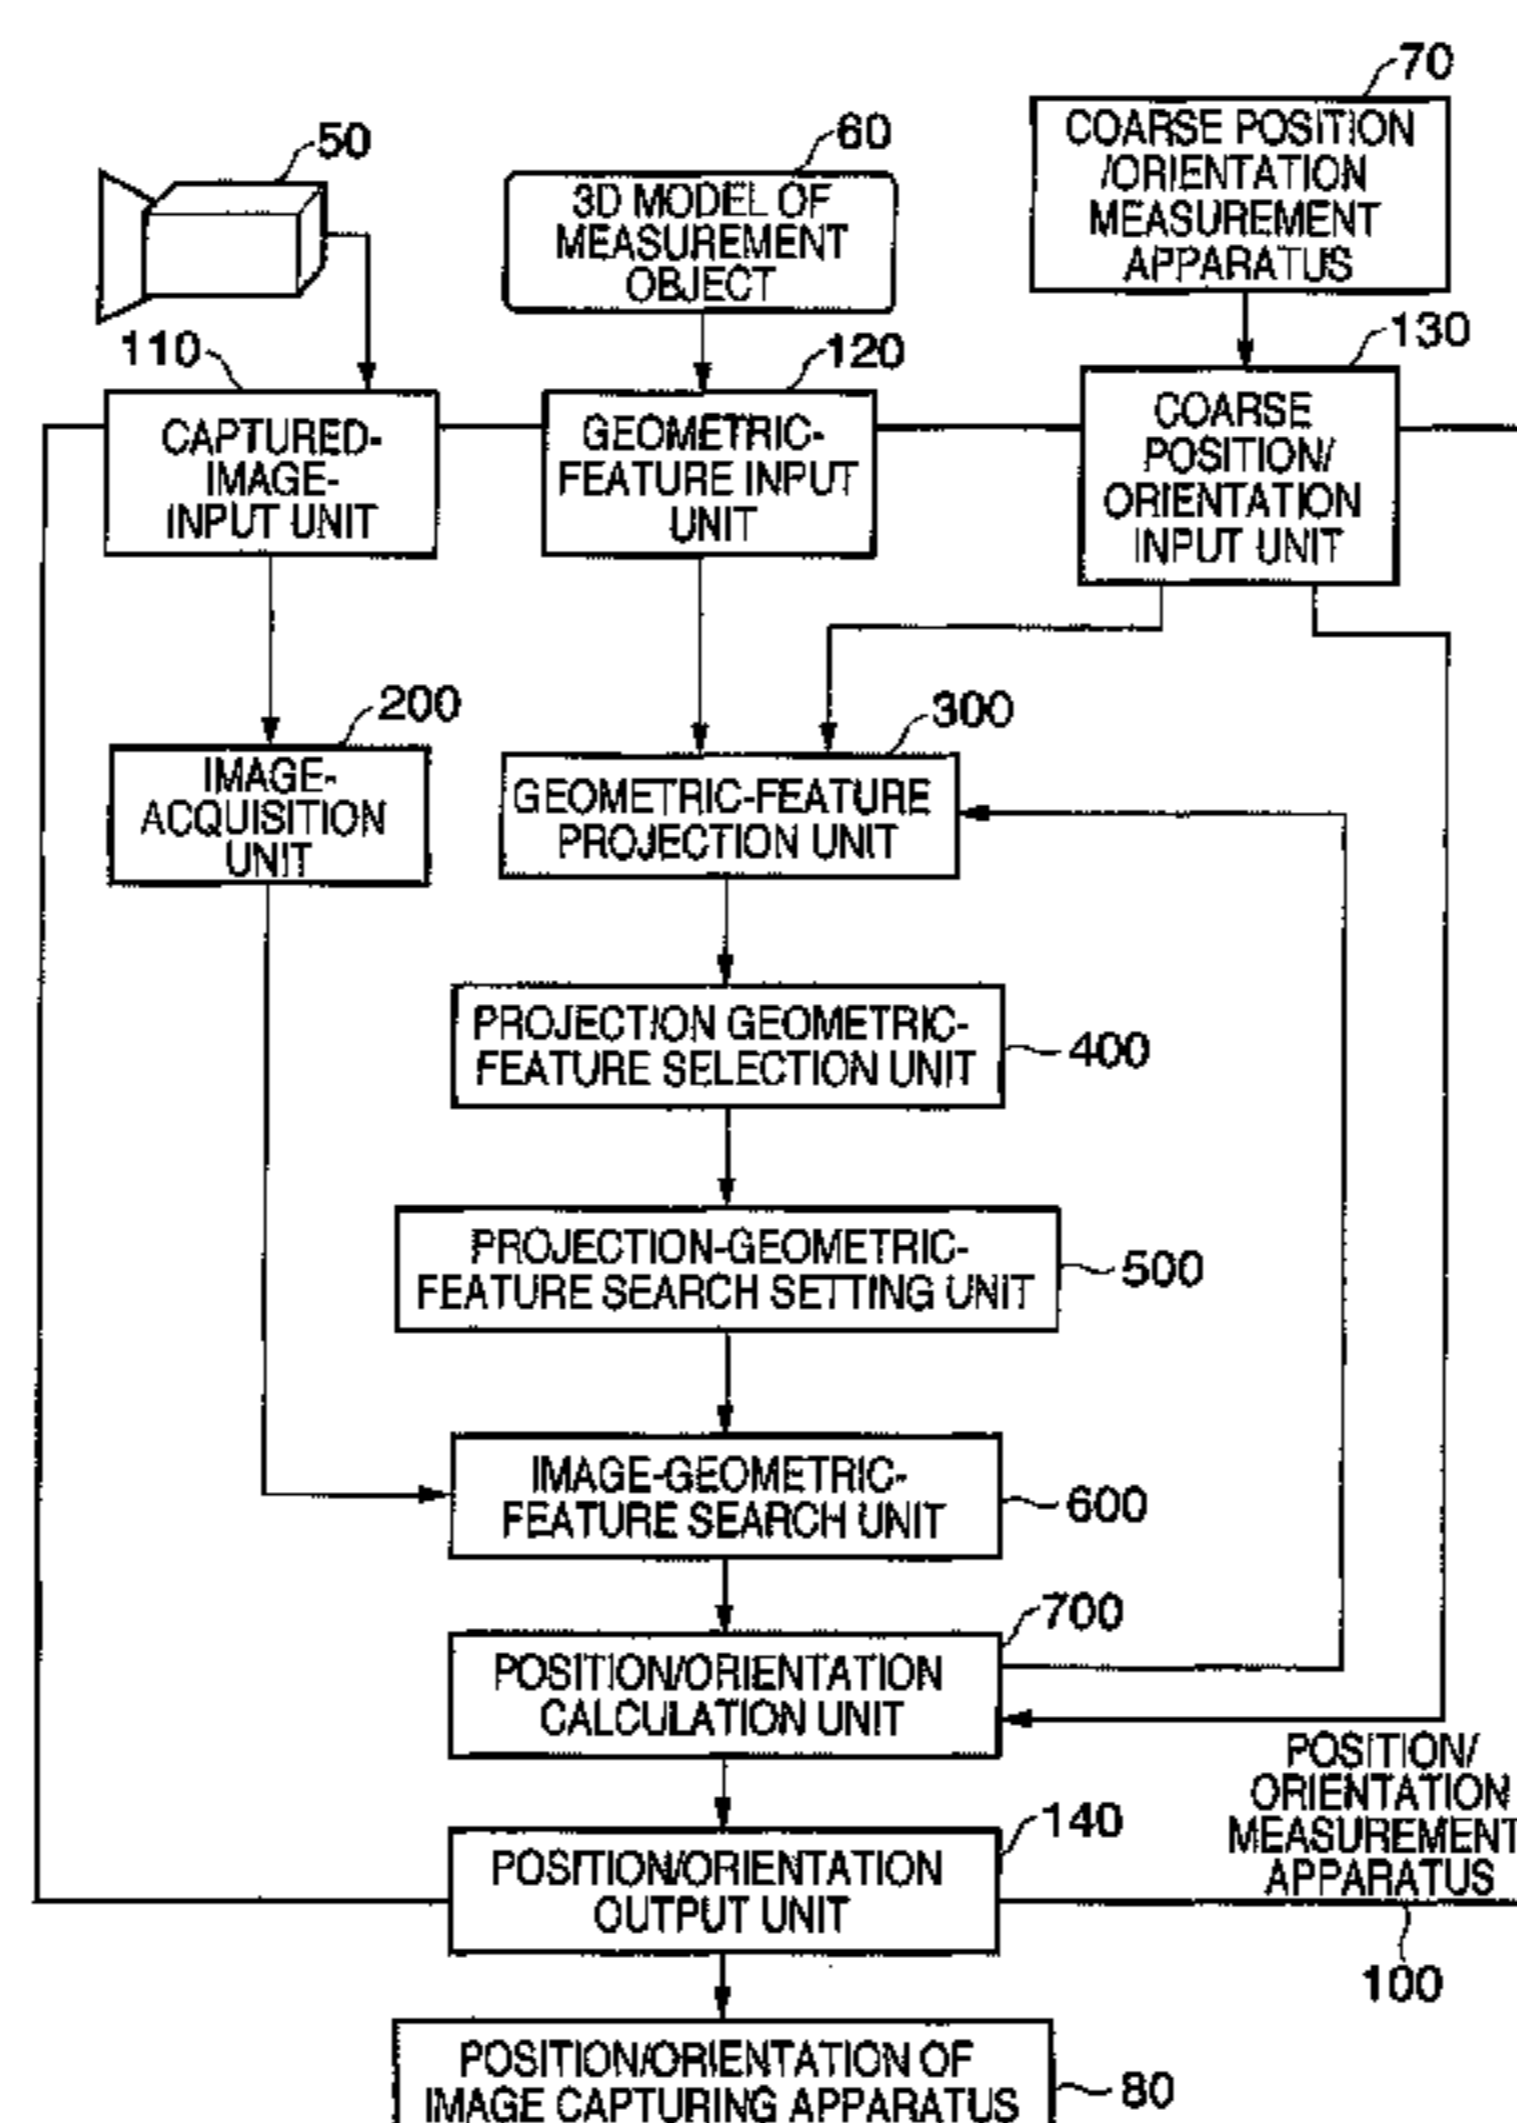 70
COARSE POSITION
/ORIENTATION
MEASUREMENT
APPARATUS
60
3D MODEL OF
MEASUREMENT
OBJECT
50
110
CAPTURED-
IMAGE-
INPUT UNIT
120
GEOMETRIC-
FEATURE INPUT
UNIT
130
COARSE
POSITION/
ORIENTATION
INPUT UNIT
200
IMAGE-
ACQUISITION
UNIT
300
GEOMETRIC-FEATURE
PROJECTION UNIT
PROJECTION GEOMETRIC-
FEATURE SELECTION UNIT
400
PROJECTION-GEOMETRIC-
FEATURE SEARCH SETTING UNIT
500
IMAGE-GEOMETRIC-
FEATURE SEARCH UNIT
600
700
POSITION/ORIENTATION
CALCULATION UNIT
140
POSITION/ORIENTATION
OUTPUT UNIT
POSITION/
ORIENTATION
MEASUREMENT
APPARATUS
100
POSITION/ORIENTATION OF
IMAGE CAPTURING APPARATUS
80